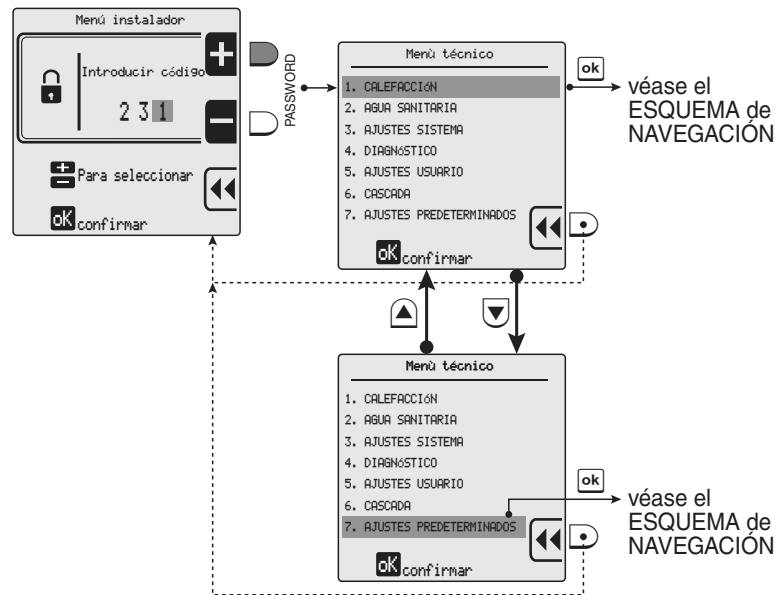 Menú instalador
Introducir código
2 3 1
Para seleccionar
oK confirmar
PASSWORD
Menù técnico
1. CALEFACCIóN
2. AGUA SANITARIA
3. AJUSTES SISTEMA
4. DIAGNóSTICO
5. AJUSTES USUARIO
6. CASCADA
7. AJUSTES PREDETERMINADOS
oK confirmar
ok
véase el
ESQUEMA de
NAVEGACIÓN
Menù técnico
1. CALEFACCIóN
2. AGUA SANITARIA
3. AJUSTES SISTEMA
4. DIAGNóSTICO
5. AJUSTES USUARIO
6. CASCADA
7. AJUSTES PREDETERMINADOS
oK confirmar
ok
véase el
ESQUEMA de
NAVEGACIÓN